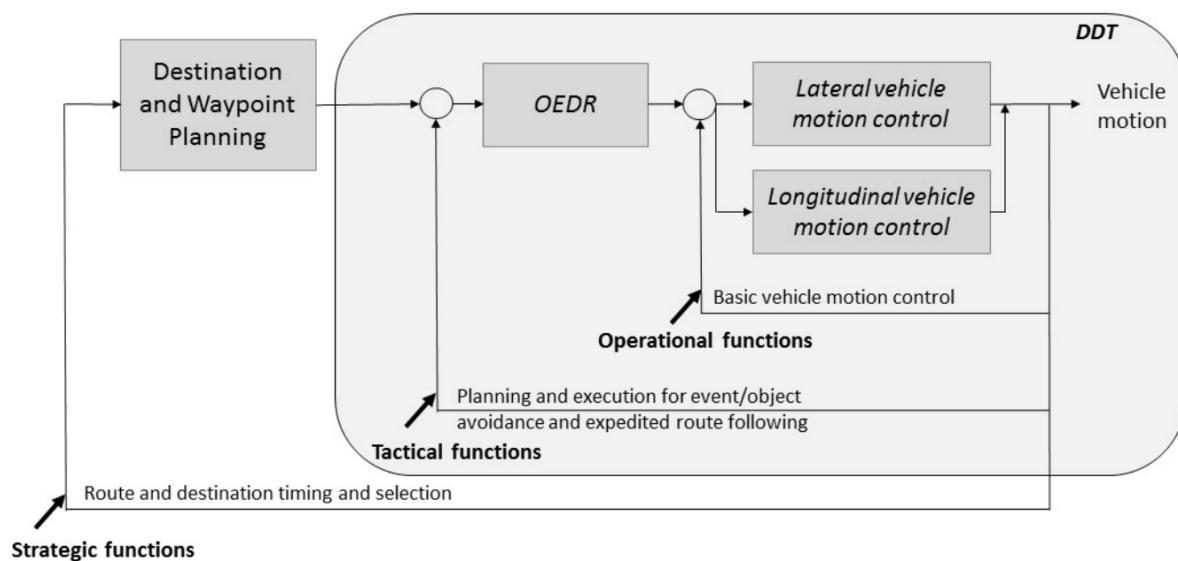 DDT
Destination
and Waypoint
Planning
OEDR
Lateral vehicle
motion control
Vehicle
motion
Longitudinal vehicle
motion control
Basic vehicle motion control
Operational functions
Planning and execution for event/object
avoidance and expedited route following
Tactical functions
Route and destination timing and selection
Strategic functions